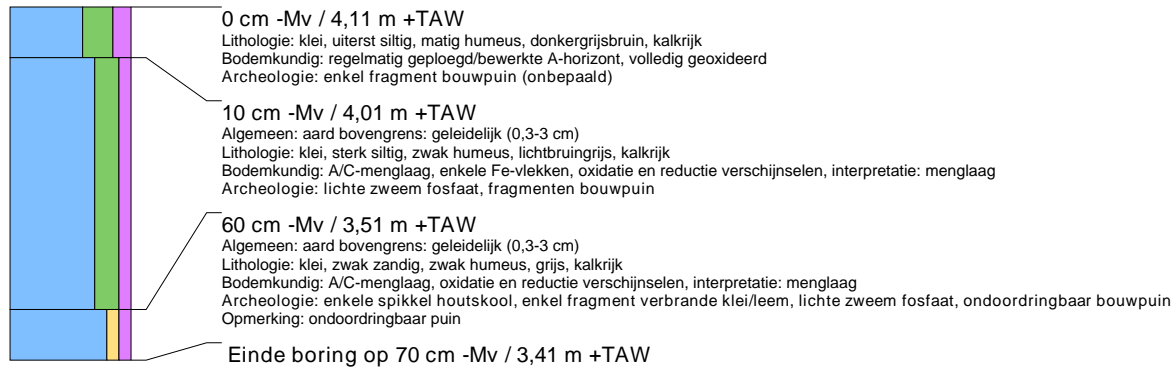 0 cm -Mv / 4,11 m +TAW
Lithologie: klei, uiterst siltig, matig humeus, donkergrijsbruin, kalkrijk
Bodemkundig: regelmatig geploegd/bewerkte A-horizont, volledig geoxideerd
Archeologie: enkel fragment bouwpuin (onbepaald)
10 cm -Mv / 4,01 m +TAW
Algemeen: aard bovengrens: geleidelijk (0,3-3 cm)
Lithologie: klei, sterk siltig, zwak humeus, lichtbruingrijs, kalkrijk
Bodemkundig: A/C-menglaag, enkele Fe-vlekken, oxidatie en reductie verschijnselen, interpretatie: menglaag
Archeologie: lichte zweem fosfaat, fragmenten bouwpuin
60 cm -Mv / 3,51 m +TAW
Algemeen: aard bovengrens: geleidelijk (0,3-3 cm)
Lithologie: klei, zwak zandig, zwak humeus, grijs, kalkrijk
Bodemkundig: A/C-menglaag, oxidatie en reductie verschijnselen, interpretatie: menglaag
Archeologie: enkele spikkel houtskool, enkel fragment verbrande klei/leem, lichte zweem fosfaat, ondoordringbaar bouwpuin
Opmerking: ondoordringbaar puin
Einde boring op 70 cm -Mv / 3,41 m +TAW